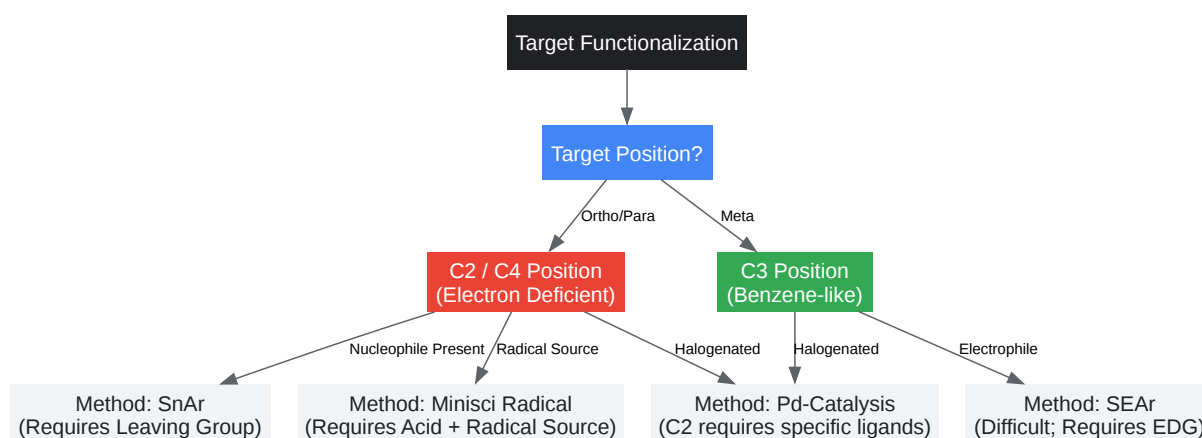 Target Functionalization
Target Position?
Ortho/Para
Meta
C2 / C4 Position
(Electron Deficient)
C3 Position
(Benzene-like)
Nucleophile Present
Radical Source
Halogenated
Halogenated
Electrophile
Method: SnAr
(Requires Leaving Group)
Method: Minisci Radical
(Requires Acid + Radical Source)
Method: Pd-Catalysis
(C2 requires specific ligands)
Method: SEAr
(Difficult; Requires EDG)